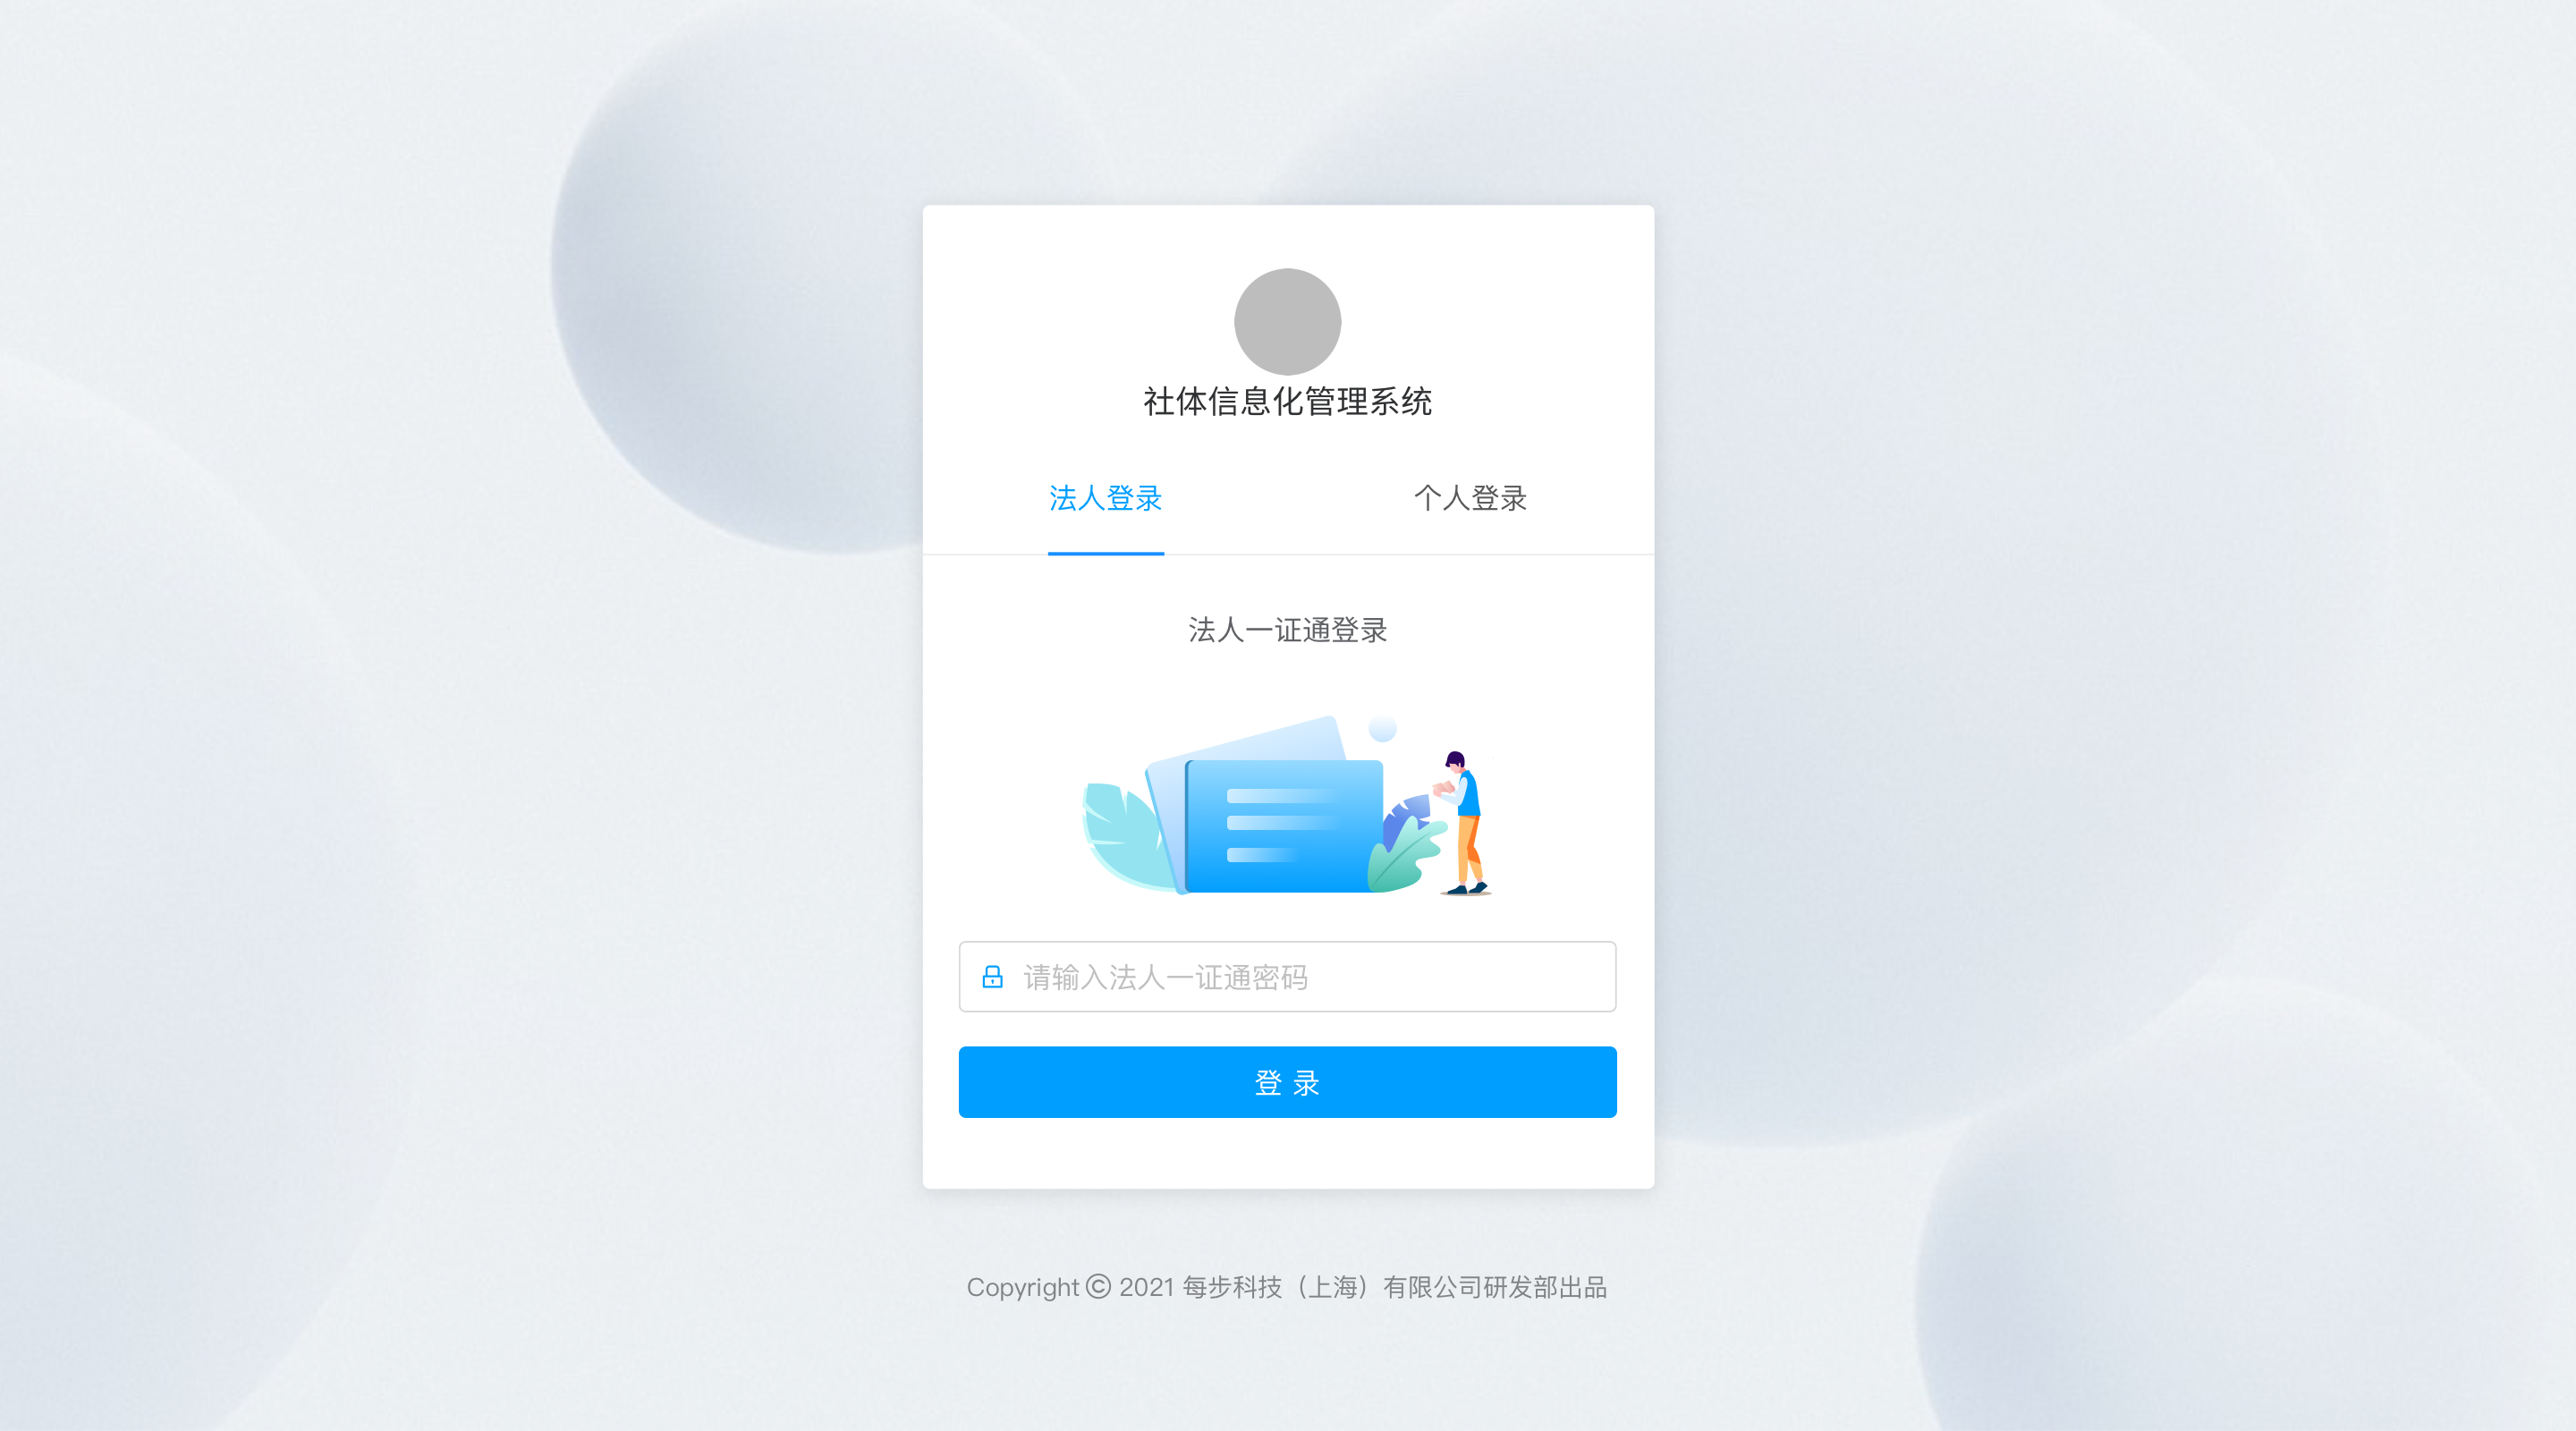 社体信息化管理系统
法人登录
个人登录
法人一证通登录
请输入法人一证通密码
登 录
Copyright © 2021 每步科技（上海）有限公司研发部出品